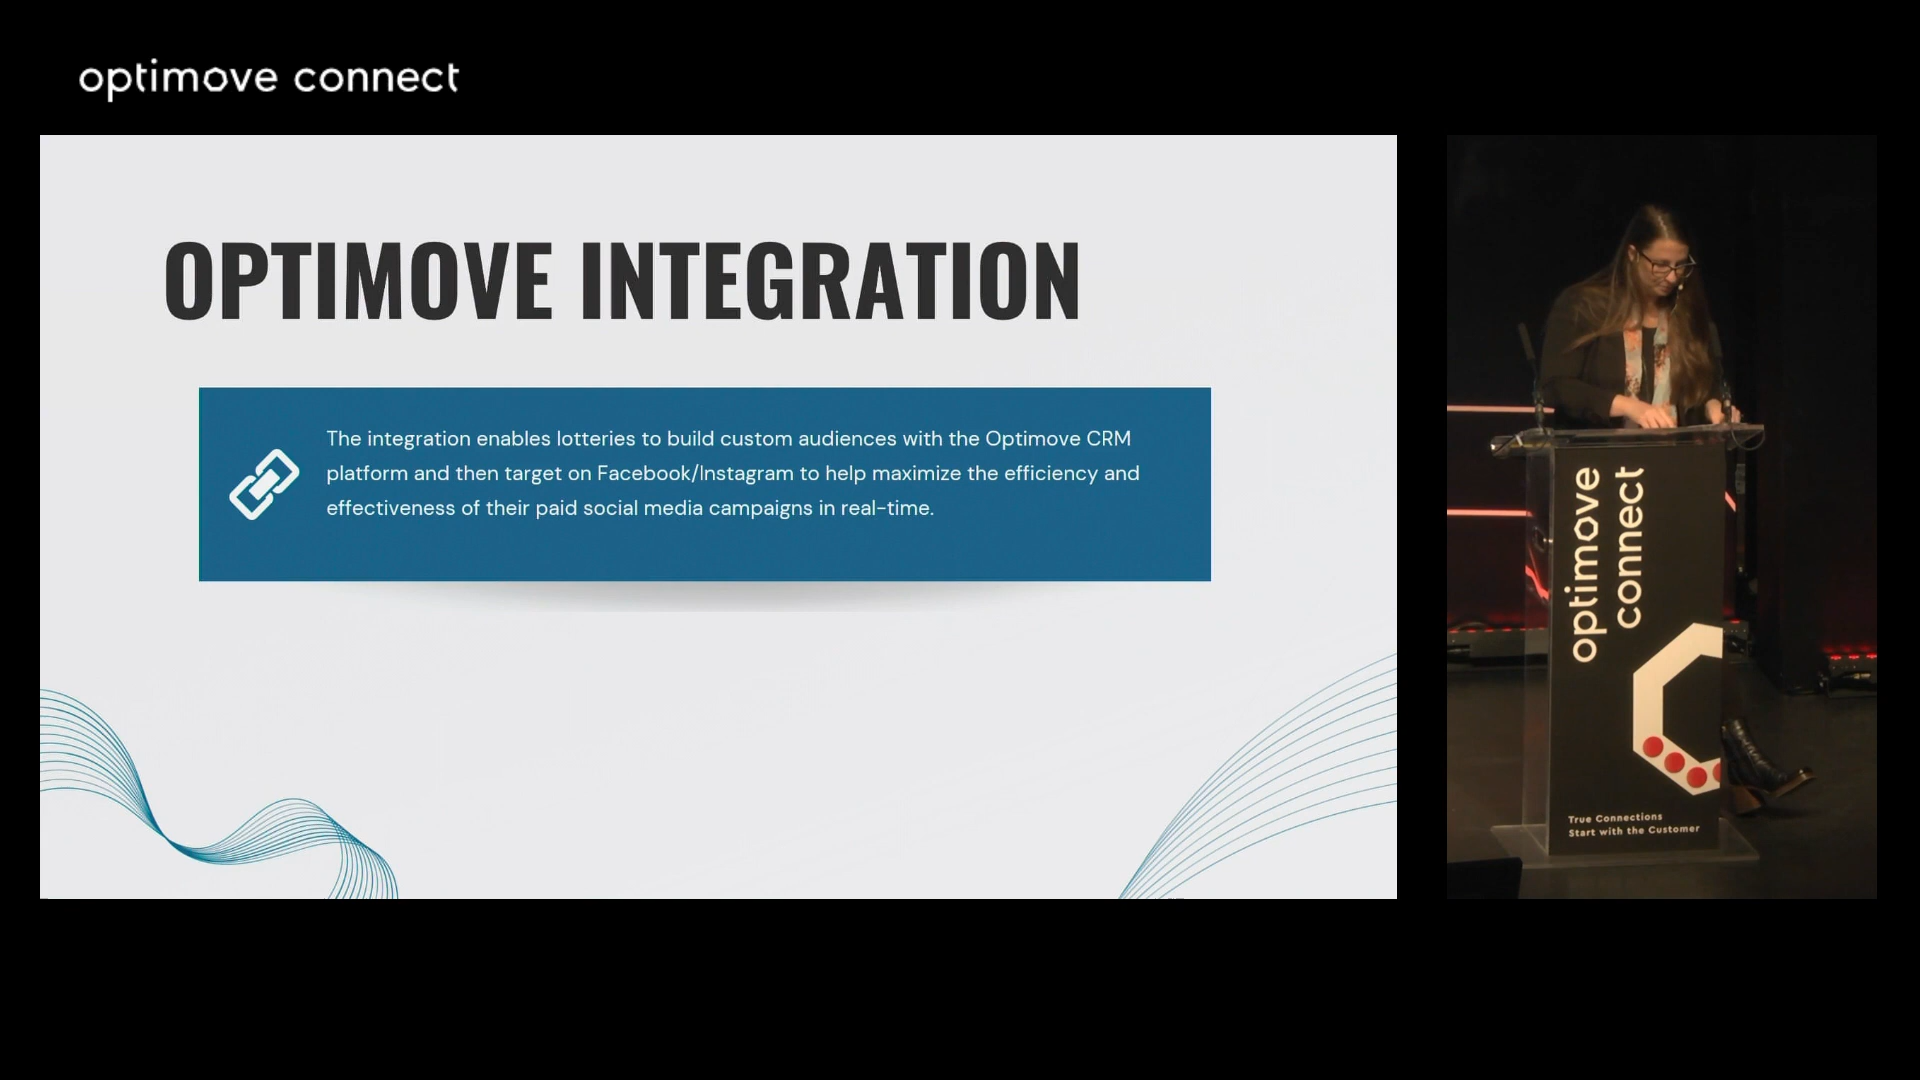 optimove connect
OPTIMOVE INTEGRATION
The integration enables lotteries to build custom audiences with the Optimove CRM
platform and then target on Facebook/Instagram to help maximize the efficiency and
effectiveness of their paid social media campaigns in real-time.
optimove
connect
True Connections
Start with the Customer